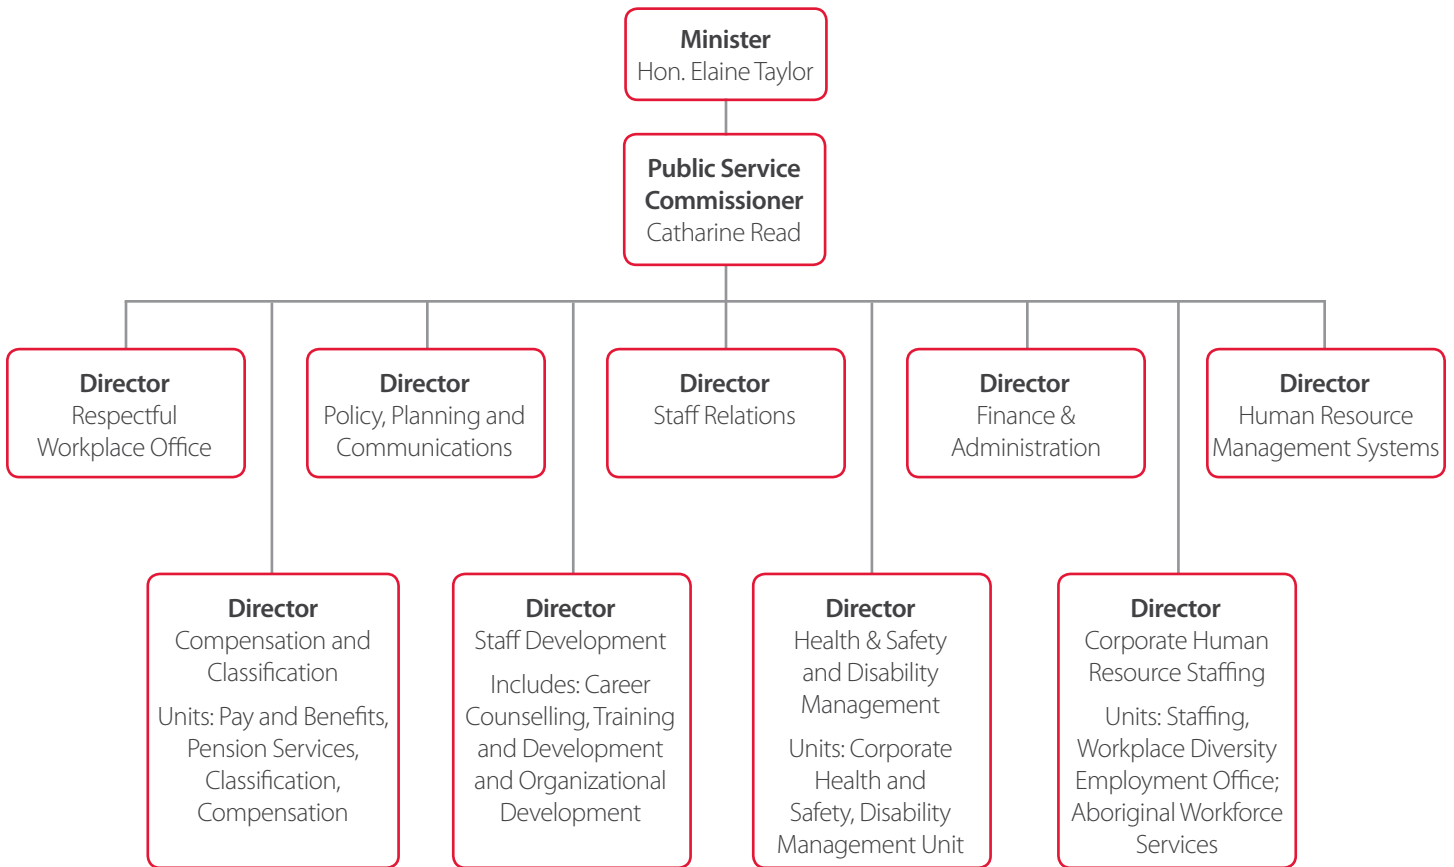 Minister
Hon. Elaine Taylor
Public Service
Commissioner
Catharine Read
Director
Respectful
Workplace Office
Director
Policy, Planning and
Communications
Director
Staff Relations
Director
Finance &
Administration
Director
Human Resource
Management Systems
Director
Compensation and
Classification
Units: Pay and Benefits,
Pension Services,
Classification,
Compensation
Director
Staff Development
Includes: Career
Counselling, Training
and Development
and Organizational
Development
Director
Health & Safety
and Disability
Management
Units: Corporate
Health and
Safety, Disability
Management Unit
Director
Corporate Human
Resource Staffing
Units: Staffing,
Workplace Diversity
Employment Office;
Aboriginal Workforce
Services